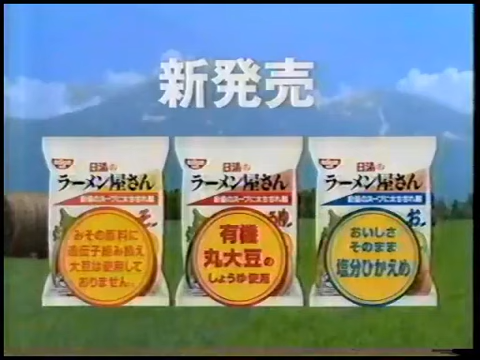 新発売
日清の
ラーメン屋さん
みその原料に
遺伝子組み換え
大豆は使用して
おりません。
日清の
ラーメン屋さん
有機
丸大豆の
しょうゆ使用
日清の
ラーメン屋さん
おいしさ
そのまま
塩分ひかえめ